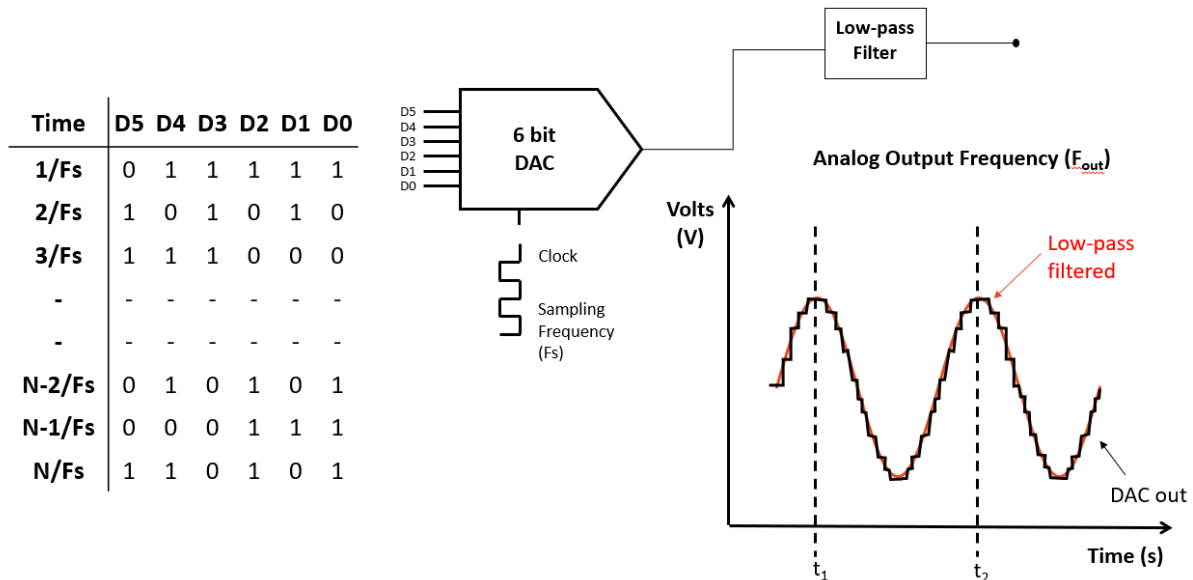 Low-pass
Filter
D5
D4
D3
D2
D1
D0
6 bit
DAC
Clock
Sampling
Frequency
(Fs)
Time D5 D4 D3 D2 D1 D0
1/Fs 0 1 1 1 1 1
2/Fs 1 0 1 0 1 0
3/Fs 1 1 1 0 0 0
- - - - - - -
- - - - - - -
N-2/Fs 0 1 0 1 0 1
N-1/Fs 0 0 0 1 1 1
N/Fs 1 1 0 1 0 1
Analog Output Frequency (Fout)
Volts
(V)
Low-pass
filtered
DAC out
Time (s)
t1
t2